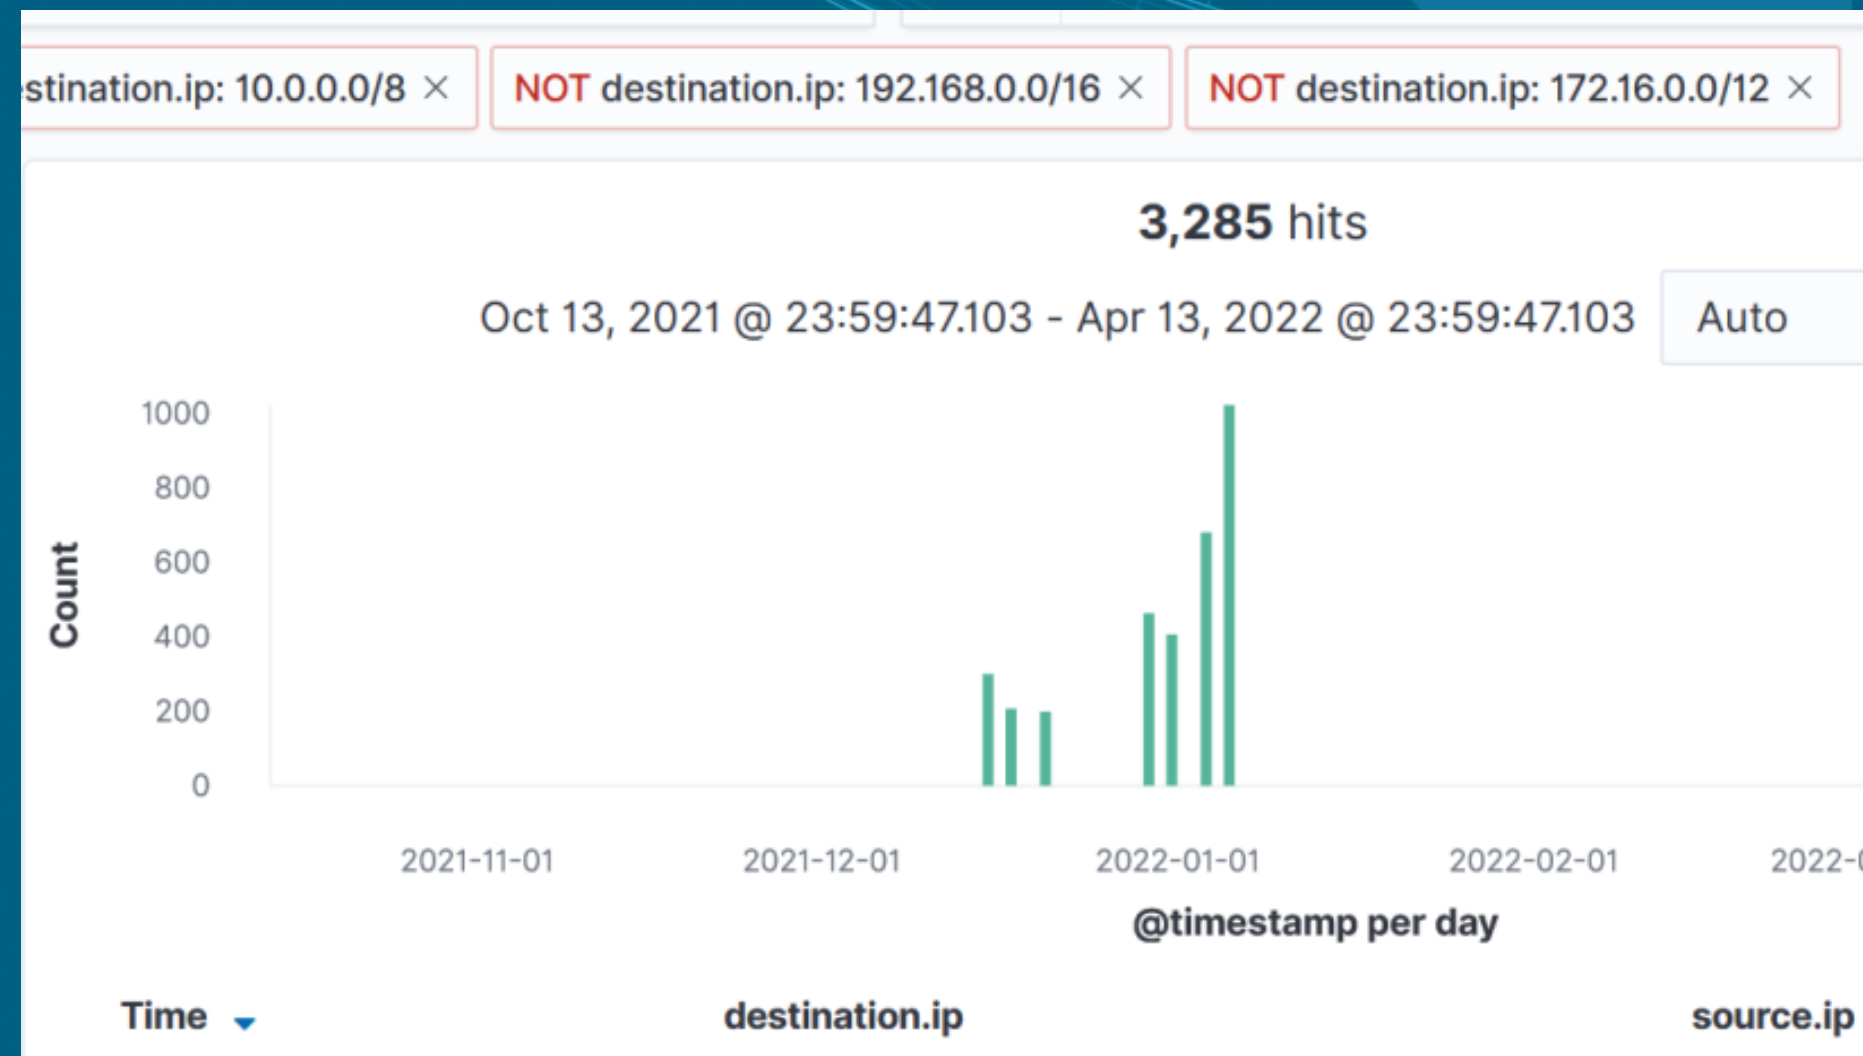 stination.ip: 10.0.0.0/8 × NOT destination.ip: 192.168.0.0/16 × NOT destination.ip: 172.16.0.0/12 ×
3,285 hits
Oct 13, 2021 @ 23:59:47.103 - Apr 13, 2022 @ 23:59:47.103 Auto
1000
800
600
400
200
0
Count
2021-11-01 2021-12-01 2022-01-01 2022-02-01 2022-
@timestamp per day
Time destination.ip source.ip